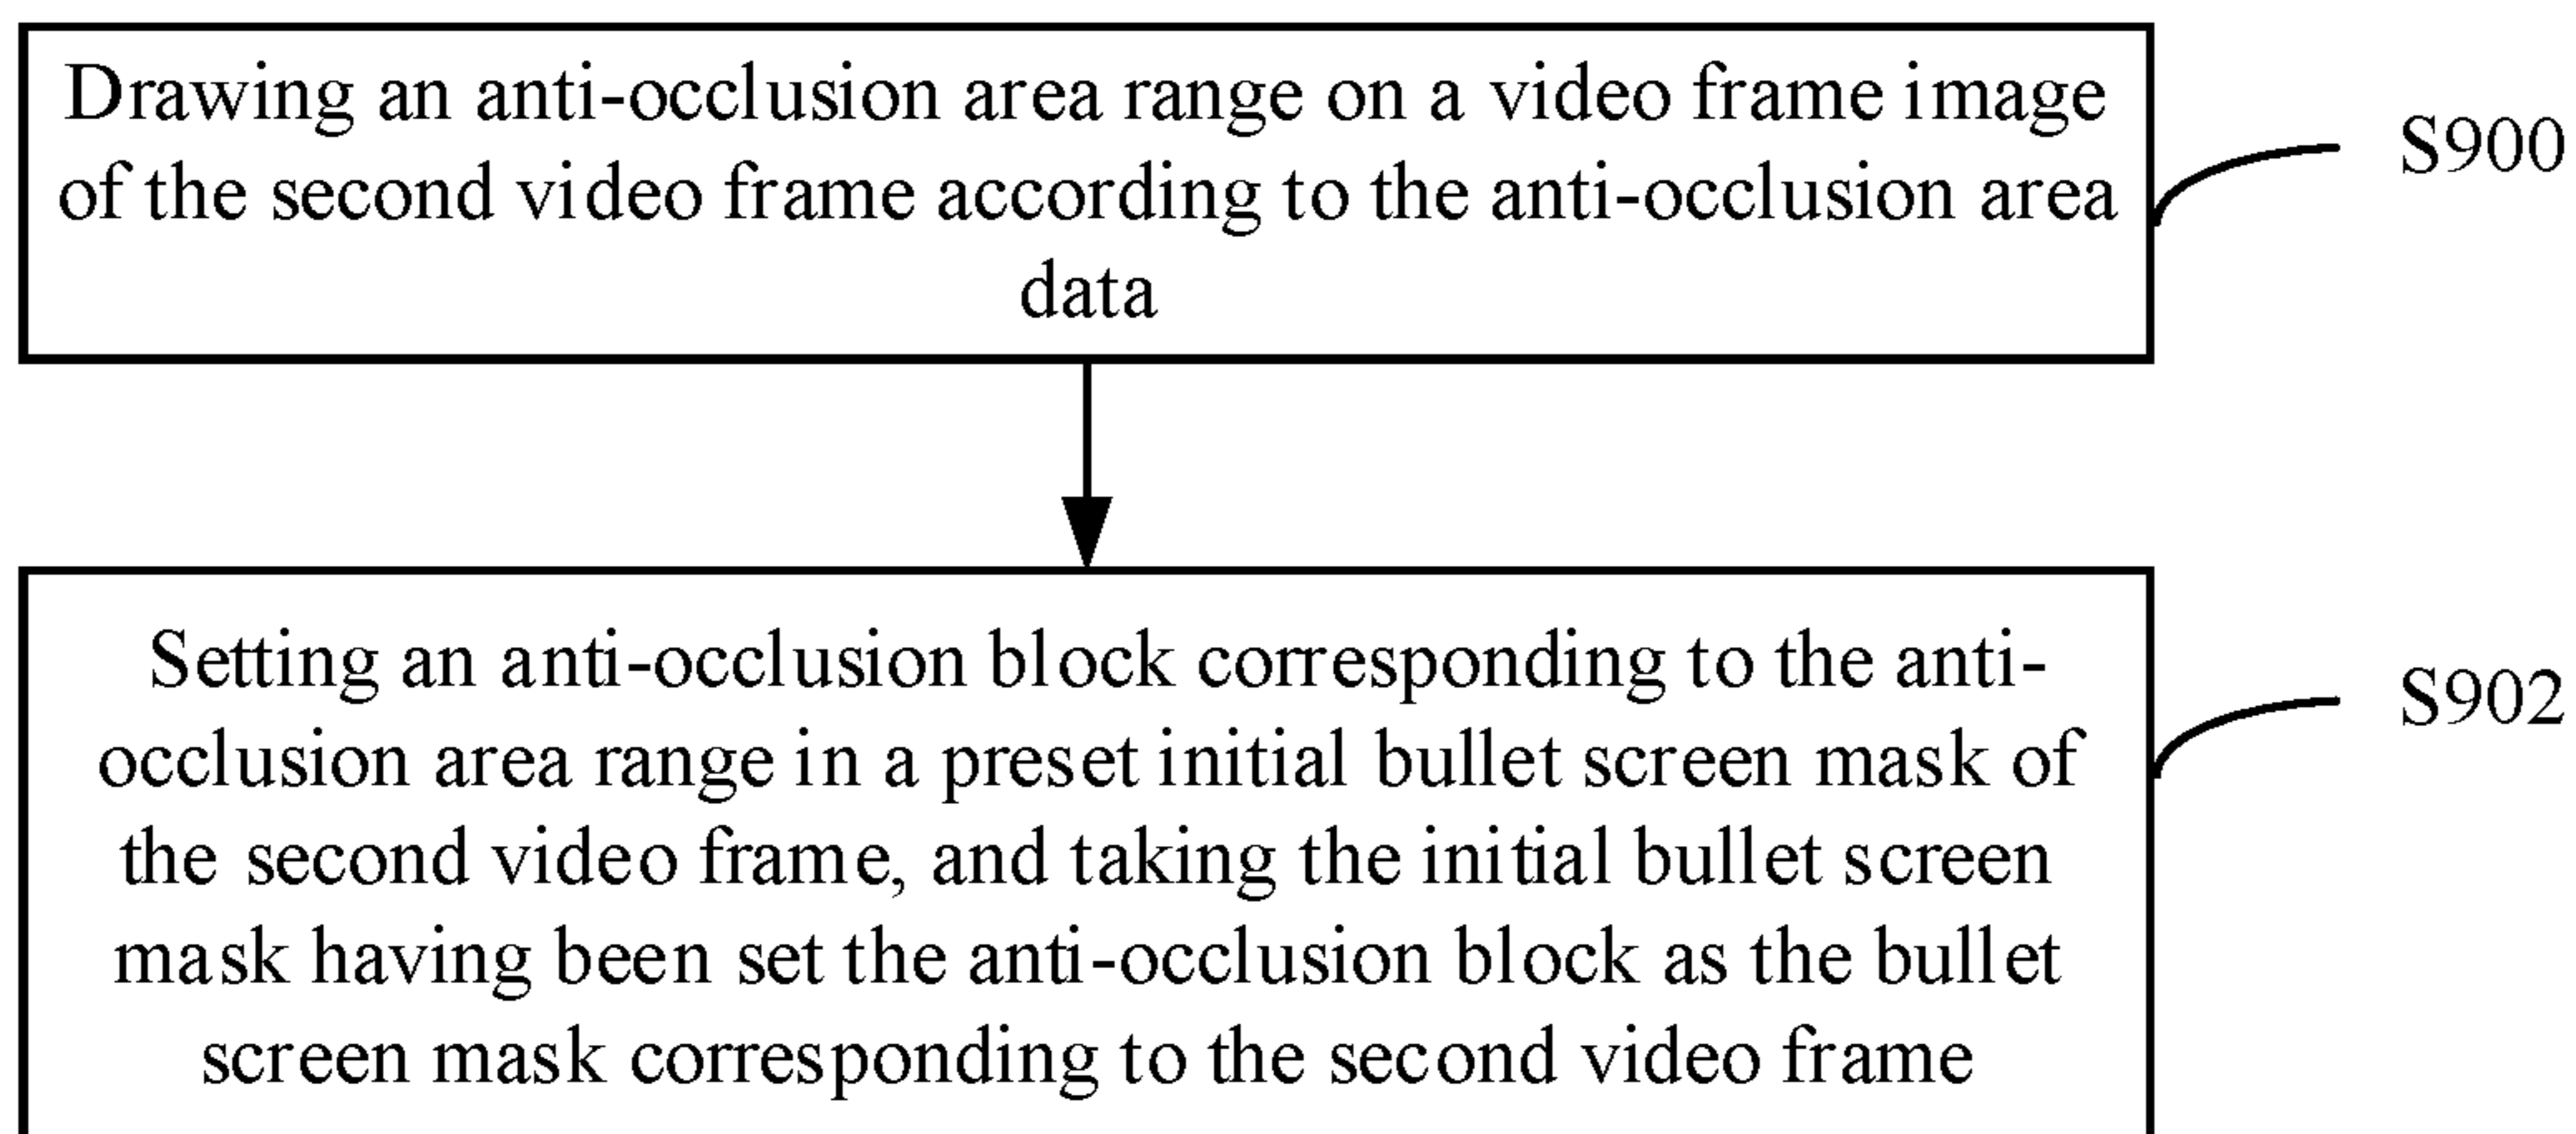 Drawing an anti-occlusion area range on a video frame image
of the second video frame according to the anti-occlusion area
data
S900
Setting an anti-occlusion block corresponding to the anti-
occlusion area range in a preset initial bullet screen mask of
the second video frame, and taking the initial bullet screen
mask having been set the anti-occlusion block as the bullet
screen mask corresponding to the second video frame
S902